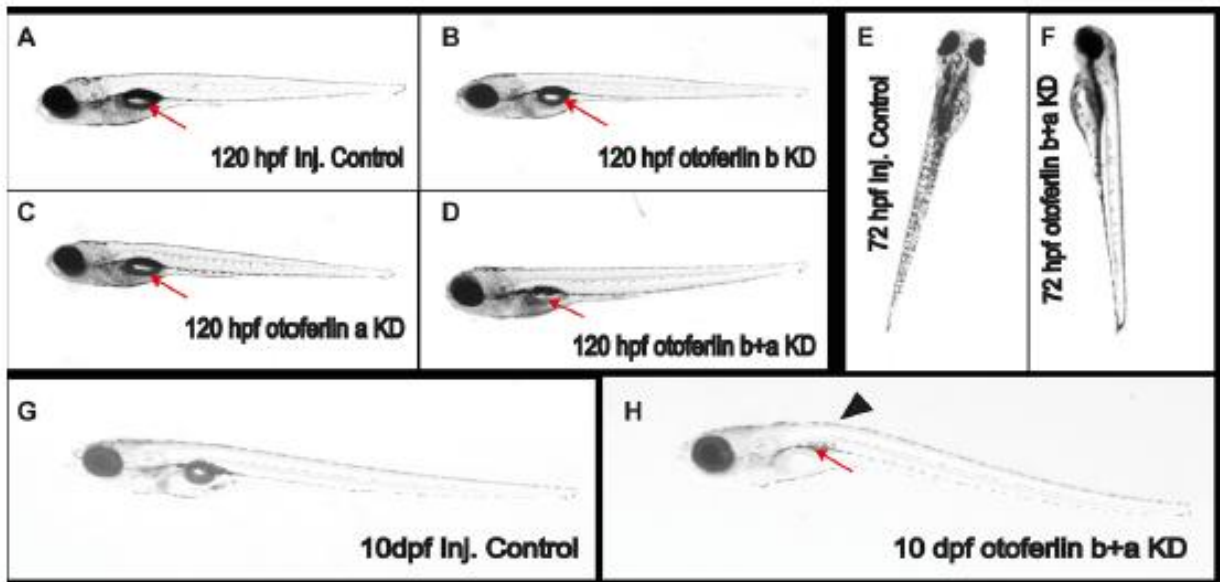 A
120 hpf Inj. Control
B
120 hpf otoferlin b KD
C
120 hpf otoferlin a KD
D
120 hpf otoferlin b+a KD
E
72 hpf Inj. Control
F
72 hpf otoferlin b+a KD
G
10dpf Inj. Control
H
10 dpf otoferlin b+a KD